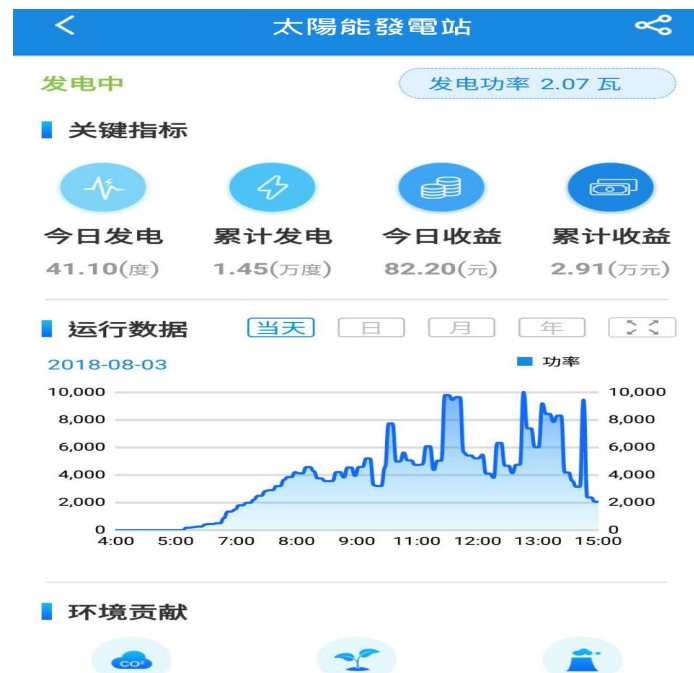 太陽能發電站
发电中
发电功率 2.07 瓦
关键指标
今日发电 累计发电 今日收益 累计收益
41.10(度) 1.45(万度) 82.20(元) 2.91(万元)
运行数据 当天 日 月 年
2018-08-03 功率
10,000 10,000
8,000 8,000
6,000 6,000
4,000 4,000
2,000 2,000
0 0
4:00 5:00 7:00 8:00 9:00 11:00 12:00 13:00 15:00
环境贡献
CO²